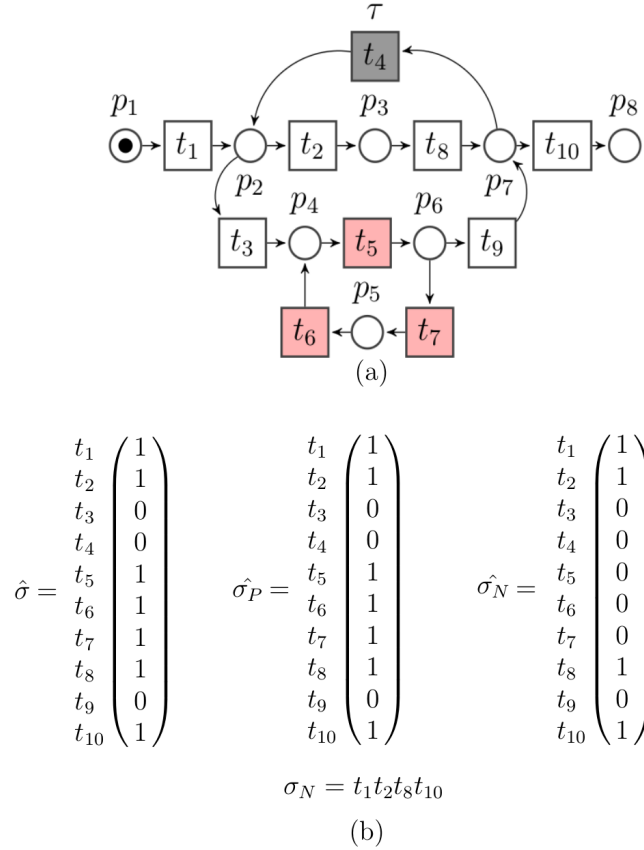 τ
t₄
p₁ p₃ p₈
t₁ t₂ t₈ t₁₀
p₂ p₄ p₆ p₇
t₃ t₅ t₉
p₅
t₆ t₇
(a)
t₁ 1 t₁ 1 t₁ 1
t₂ 1 t₂ 1 t₂ 1
t₃ 0 t₃ 0 t₃ 0
t₄ 0 t₄ 0 t₄ 0
t₅ 1 t₅ 1 t₅ 0
σ̂ = t₆ 1 σ̂_P = t₆ 1 σ̂_N = t₆ 0
t₇ 1 t₇ 1 t₇ 0
t₈ 1 t₈ 1 t₈ 1
t₉ 0 t₉ 0 t₉ 0
t₁₀ 1 t₁₀ 1 t₁₀ 1
σ_N = t₁t₂t₈t₁₀
(b)